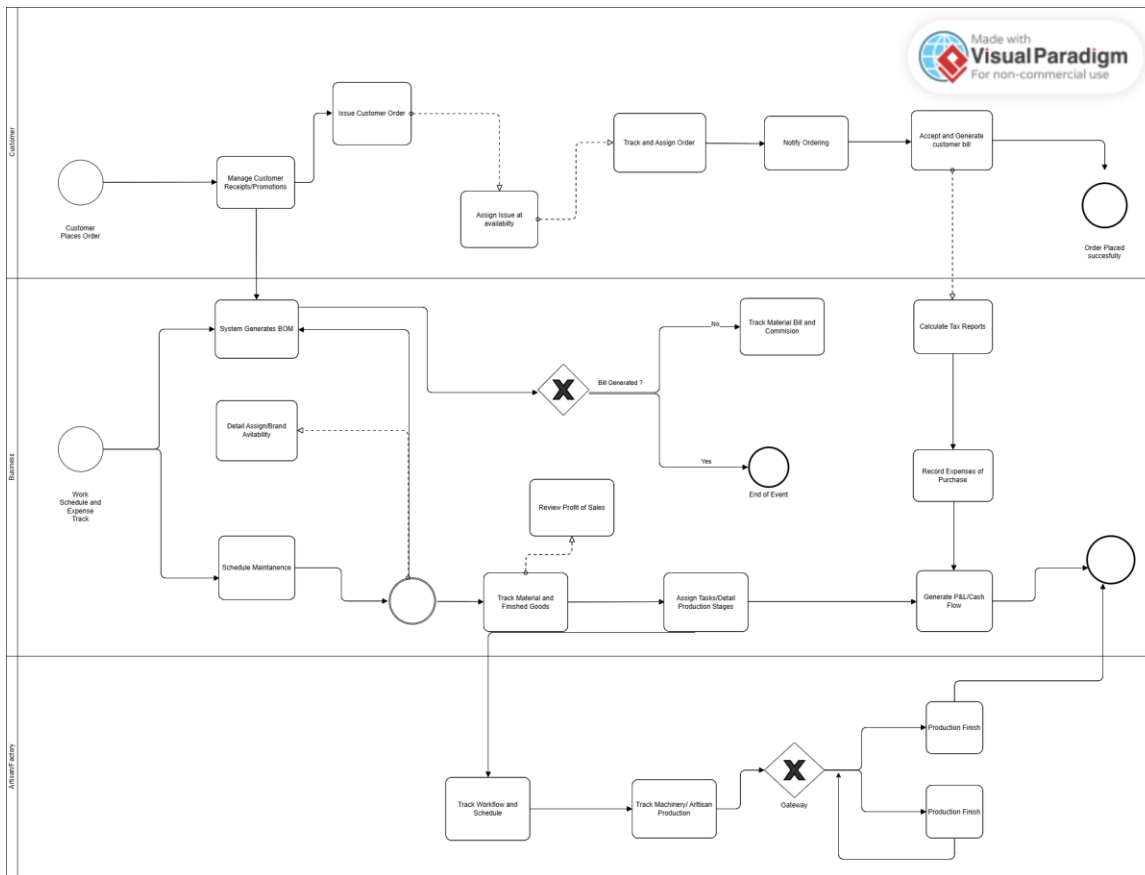 Made with
Visual Paradigm
For non-commercial use
Customer
Issue Customer Order
Track and Assign Order
Notify Ordering
Accept and Generate
customer bill
Manage Customer
Receipts/Promotions
Customer
Places Order
Assign Issue at
availabilty
Order Placed
succesfully
Business
System Generates BOM
No
Track Material Bill and
Commision
Calculate Tax Reports
Bill Generated ?
Detail Assign/Brand
Avilability
Yes
End of Event
Work
Schedule and
Expense
Track
Record Expenses of
Purchase
Review Profit of Sales
Schedule Maintanence
Track Material and
Finished Goods
Assign Tasks/Detail
Production Stages
Generate P&L/Cash
Flow
Artisan/Factory
Production Finish
Track Workflow and
Schedule
Track Machinery/ Arttisan
Production
Gateway
Production Finish